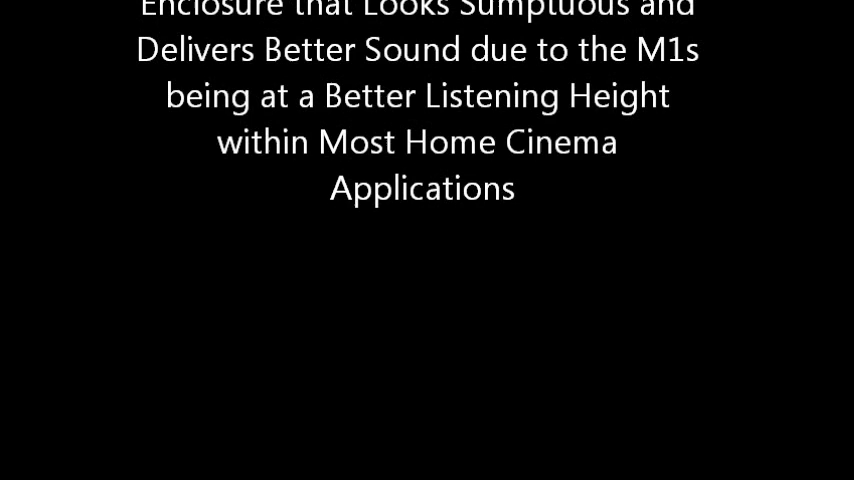 Enclosure that Looks Sumptuous and
Delivers Better Sound due to the M1s
being at a Better Listening Height
within Most Home Cinema
Applications